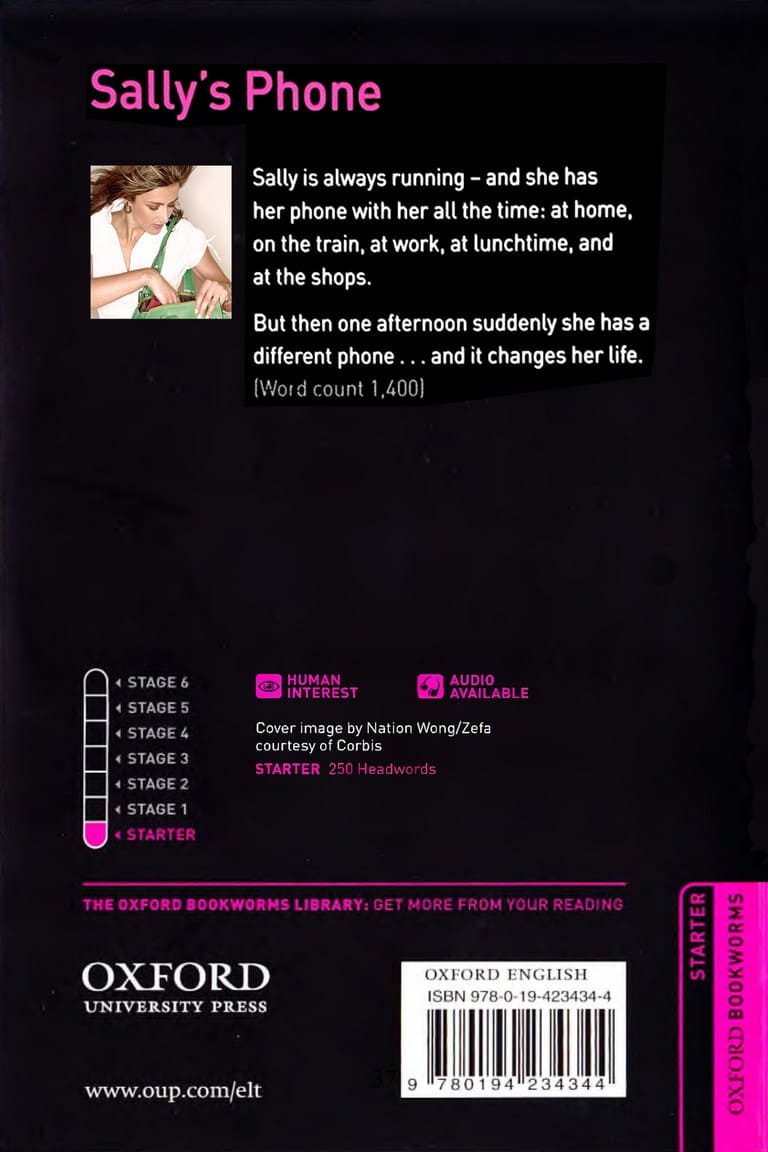 Sally's Phone
Sally is always running – and she has
her phone with her all the time: at home,
on the train, at work, at lunchtime, and
at the shops.
But then one afternoon suddenly she has a
different phone . . . and it changes her life.
(Word count 1,400)
STAGE 6
STAGE 5
STAGE 4
STAGE 3
STAGE 2
STAGE 1
STARTER
HUMAN
INTEREST
AUDIO
AVAILABLE
Cover image by Nation Wong/Zefa
courtesy of Corbis
STARTER 250 Headwords
THE OXFORD BOOKWORMS LIBRARY: GET MORE FROM YOUR READING
OXFORD
UNIVERSITY PRESS
www.oup.com/elt
OXFORD ENGLISH
ISBN 978-0-19-423434-4
9 780194 234344
STARTER
OXFORD BOOKWORMS